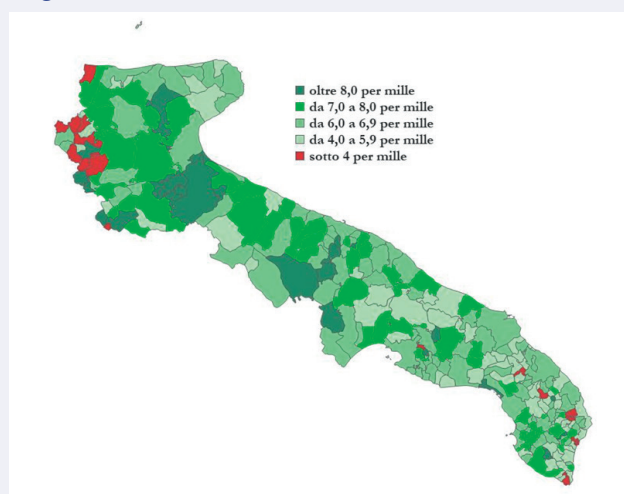 oltre 8,0 per mille
da 7,0 a 8,0 per mille
da 6,0 a 6,9 per mille
da 4,0 a 5,9 per mille
sotto 4 per mille